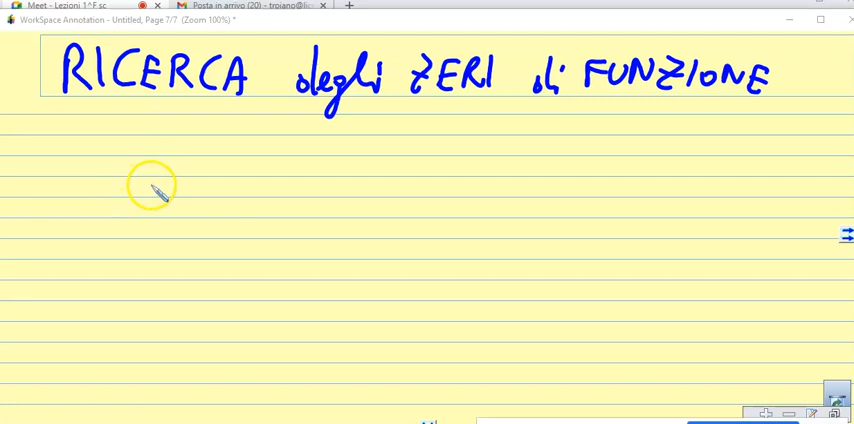 Meet - Lezioni 1^F sc
Posta in arrivo (20) - trpiano@lice
WorkSpace Annotation - Untitled, Page 7/7 (Zoom 100%) *
RICERCA degli ZERI di FUNZIONE